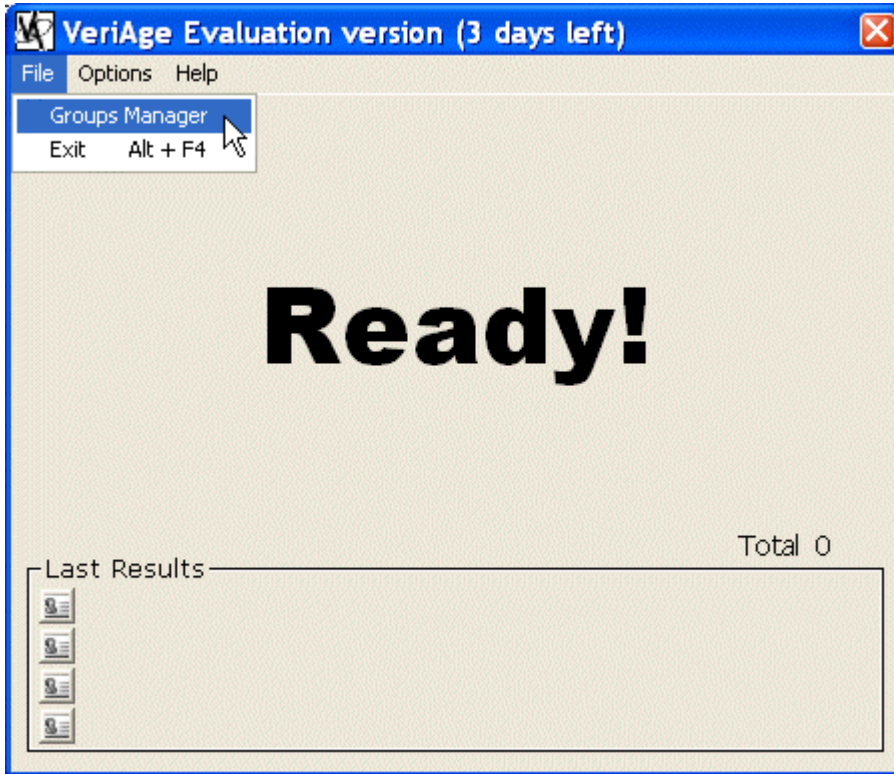 VeriAge Evaluation version (3 days left)
File Options Help
Groups Manager
Exit Alt + F4
Ready!
Total 0
Last Results